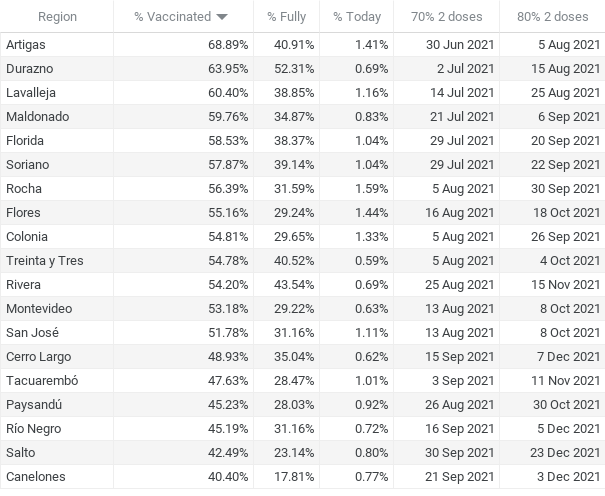 Region % Vaccinated % Fully % Today 70% 2 doses 80% 2 doses
Artigas 68.89% 40.91% 1.41% 30 Jun 2021 5 Aug 2021
Durazno 63.95% 52.31% 0.69% 2 Jul 2021 15 Aug 2021
Lavalleja 60.40% 38.85% 1.16% 14 Jul 2021 25 Aug 2021
Maldonado 59.76% 34.87% 0.83% 21 Jul 2021 6 Sep 2021
Florida 58.53% 38.37% 1.04% 29 Jul 2021 20 Sep 2021
Soriano 57.87% 39.14% 1.04% 29 Jul 2021 22 Sep 2021
Rocha 56.39% 31.59% 1.59% 5 Aug 2021 30 Sep 2021
Flores 55.16% 29.24% 1.44% 16 Aug 2021 18 Oct 2021
Colonia 54.81% 29.65% 1.33% 5 Aug 2021 26 Sep 2021
Treinta y Tres 54.78% 40.52% 0.59% 5 Aug 2021 4 Oct 2021
Rivera 54.20% 43.54% 0.69% 25 Aug 2021 15 Nov 2021
Montevideo 53.18% 29.22% 0.63% 13 Aug 2021 8 Oct 2021
San José 51.78% 31.16% 1.11% 13 Aug 2021 8 Oct 2021
Cerro Largo 48.93% 35.04% 0.62% 15 Sep 2021 7 Dec 2021
Tacuarembó 47.63% 28.47% 1.01% 3 Sep 2021 11 Nov 2021
Paysandú 45.23% 28.03% 0.92% 26 Aug 2021 30 Oct 2021
Río Negro 45.19% 31.16% 0.72% 16 Sep 2021 5 Dec 2021
Salto 42.49% 23.14% 0.80% 30 Sep 2021 23 Dec 2021
Canelones 40.40% 17.81% 0.77% 21 Sep 2021 3 Dec 2021